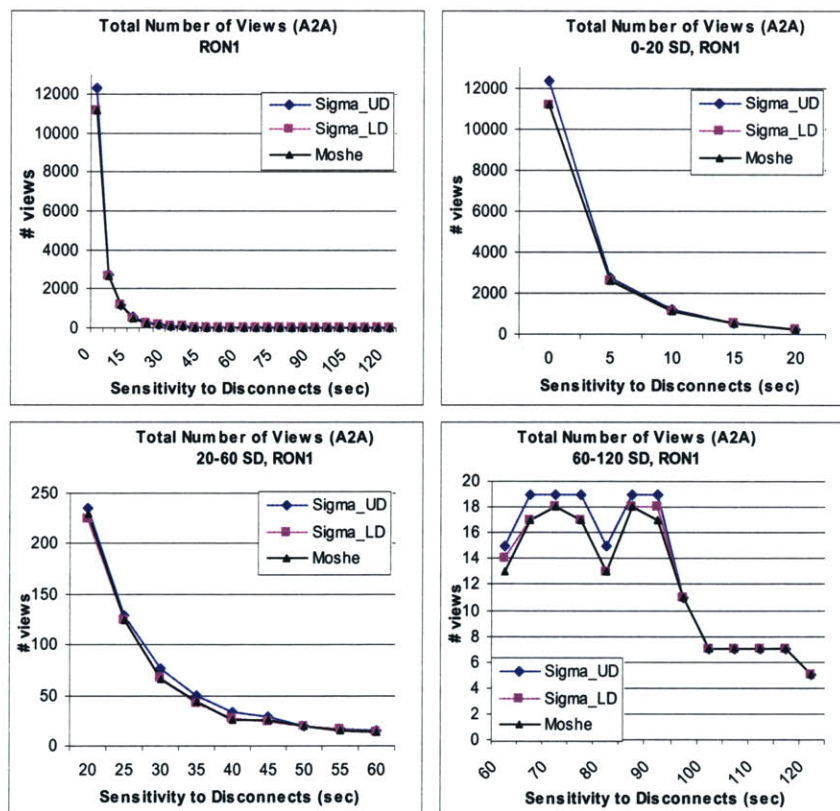 Total Number of Views (A2A)
RON1
# views
12000
10000
8000
6000
4000
2000
0
Sigma_UD
Sigma_LD
Moshe
0
15
30
45
60
75
90
105
120
Sensitivity to Disconnects (sec)
Total Number of Views (A2A)
0-20 SD, RON1
# views
12000
10000
8000
6000
4000
2000
0
Sigma_UD
Sigma_LD
Moshe
0 5 10 15 20
Sensitivity to Disconnects (sec)
Total Number of Views (A2A)
20-60 SD, RON1
# views
250
200
150
100
50
0
Sigma_UD
Sigma_LD
Moshe
20 25 30 35 40 45 50 55 60
Sensitivity to Disconnects (sec)
Total Number of Views (A2A)
60-120 SD, RON1
# views
20
18
16
14
12
10
8
6
4
2
0
Sigma_UD
Sigma_LD
Moshe
60
70
80
90
100
110
120
Sensitivity to Disconnects (sec)